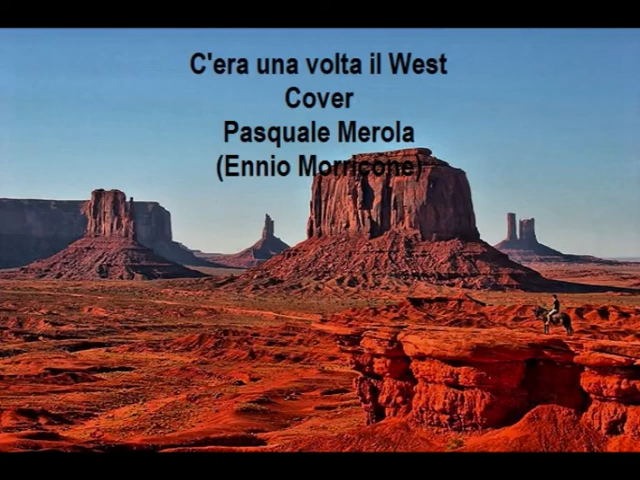 C'era una volta il West
Cover
Pasquale Merola
(Ennio Morricone)